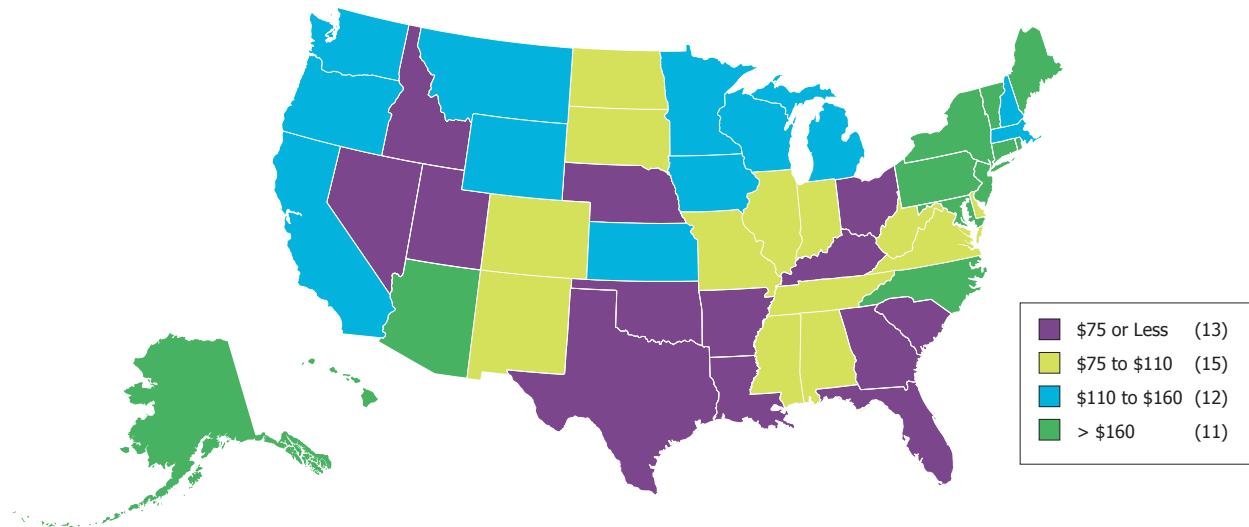 $75 or Less (13)
$75 to $110 (15)
$110 to $160 (12)
> $160 (11)